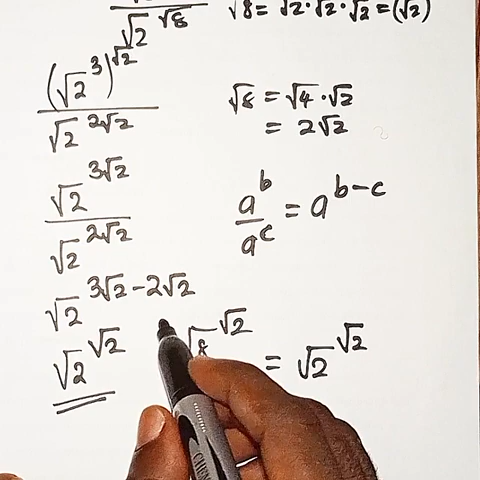 √2^√8
√8 = √2·√2·√2 = (√2)
(√2^3)^√2
√2^2√2
√8 = √4·√2
= 2√2
√2^3√2
√2^2√2
a^b/a^c = a^b-c
√2^3√2-2√2
√2^√2
√8^√2 = √2^√2